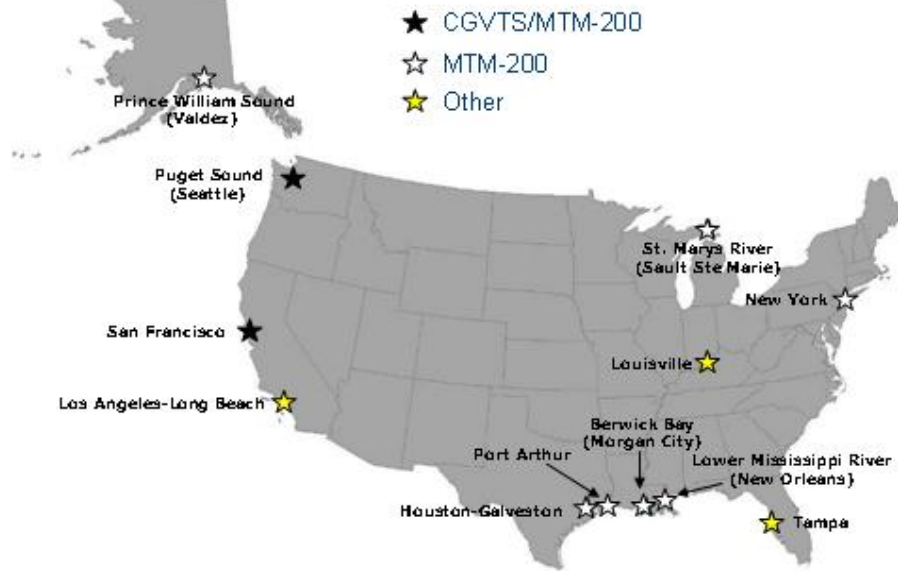 CGVTS/MTM-200
MTM-200
Other
Prince William Sound
(Valdez)
Puget Sound
(Seattle)
St. Marys River
(Sault Ste Marie)
New York
San Francisco
Louisville
Los Angeles-Long Beach
Berwick Bay
(Morgan City)
Port Arthur
Lower Mississippi River
(New Orleans)
Houston-Galveston
Tampa